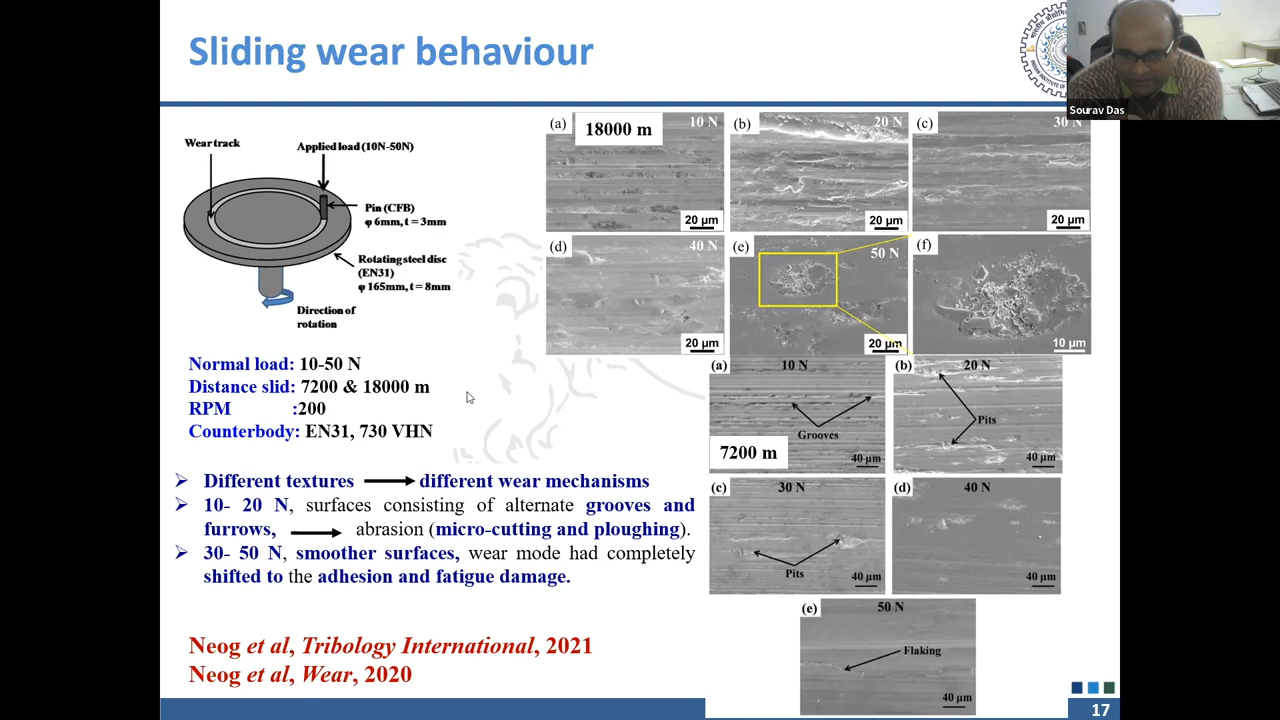 Sliding wear behaviour
Sourav Das
Wear track
Applied load (10N-50N)
Pin (CFB)
φ 6mm, t = 3mm
Rotating steel disc
(EN31)
φ 165mm, t = 8mm
Direction of
rotation
Normal load: 10-50 N
Distance slid: 7200 & 18000 m
RPM :200
Counterbody: EN31, 730 VHN
➢ Different textures → different wear mechanisms
➢ 10- 20 N, surfaces consisting of alternate grooves and
furrows, → abrasion (micro-cutting and ploughing).
➢ 30- 50 N, smoother surfaces, wear mode had completely
shifted to the adhesion and fatigue damage.
Neog et al, Tribology International, 2021
Neog et al, Wear, 2020
(a) 18000 m 10 N
20 µm
(b) 20 N
20 µm
(c) 30 N
20 µm
(d) 40 N
20 µm
(e) 50 N
20 µm
(f)
10 µm
(a) 10 N
Grooves
7200 m
40 µm
(b) 20 N
Pits
40 µm
(c) 30 N
Pits
40 µm
(d) 40 N
40 µm
(e) 50 N
Flaking
40 µm
17